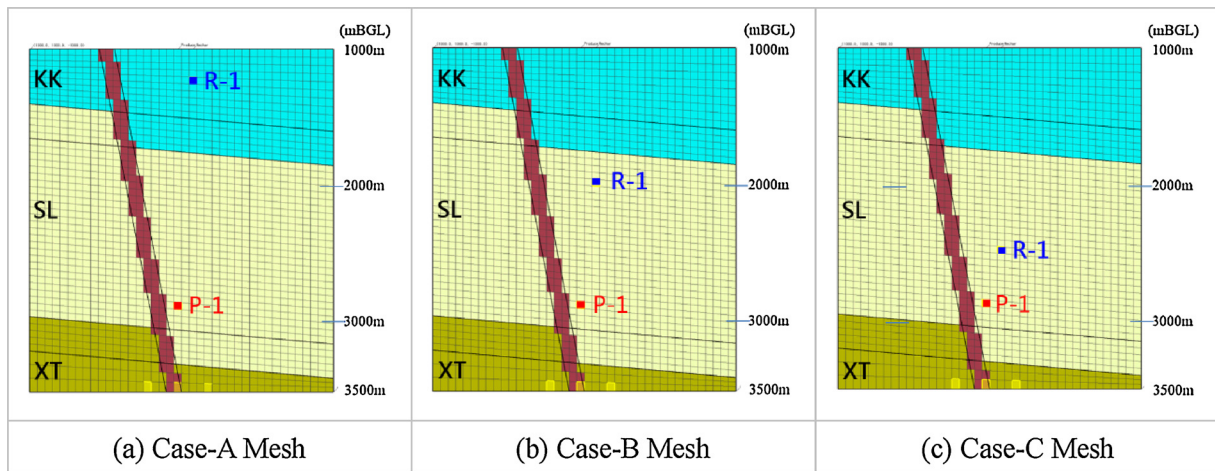 (mBGL)
1000m
KK
R-1
2000m
SL
P-1
3000m
XT
3500m
(a) Case-A Mesh
(mBGL)
1000m
KK
R-1
2000m
SL
P-1
3000m
XT
3500m
(b) Case-B Mesh
(mBGL)
1000m
KK
2000m
SL
R-1
P-1
3000m
XT
3500m
(c) Case-C Mesh